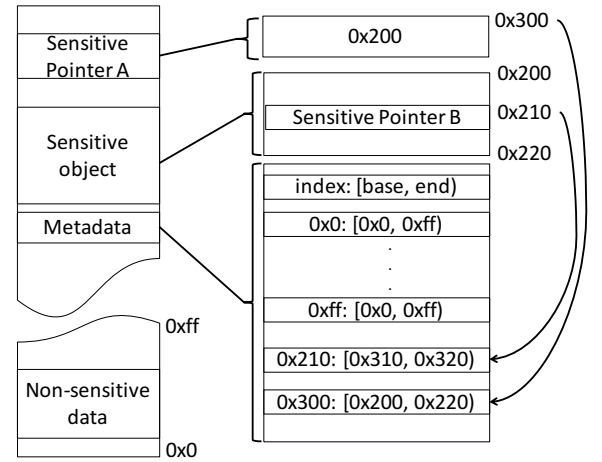 Sensitive
Pointer A
Sensitive
object
Metadata
0xff
Non-sensitive
data
0x0
0x200
0x300
0x200
Sensitive Pointer B
0x210
0x220
index: [base, end)
0x0: [0x0, 0xff)
.
.
.
0xff: [0x0, 0xff)
0x210: [0x310, 0x320)
0x300: [0x200, 0x220)